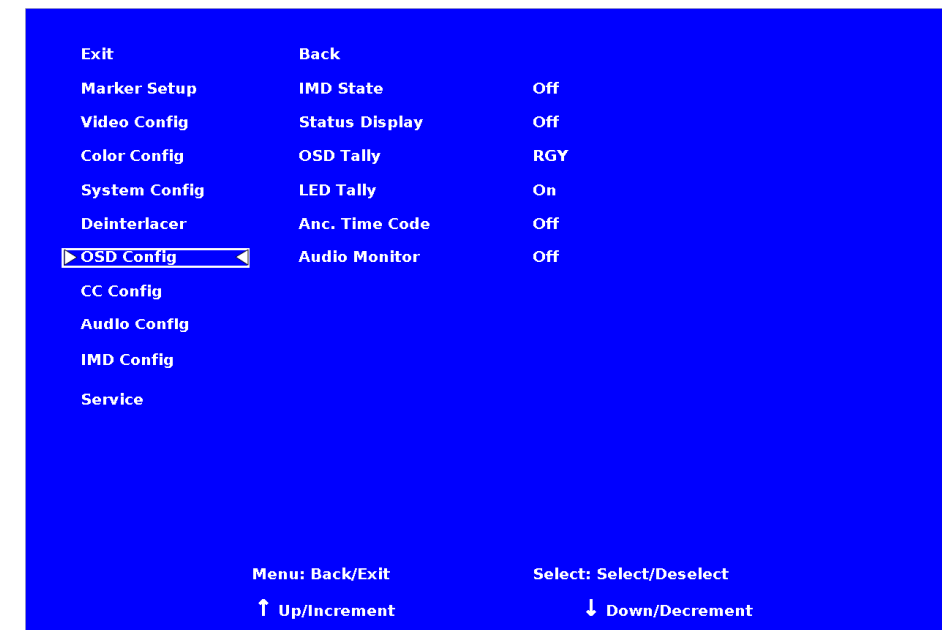 Exit Back
Marker Setup IMD State Off
Video Config Status Display Off
Color Config OSD Tally RGY
System Config LED Tally On
Deinterlacer Anc. Time Code Off
OSD Config Audio Monitor Off
CC Config
Audio Config
IMD Config
Service
Menu: Back/Exit Select: Select/Deselect
↑ Up/Increment ↓ Down/Decrement